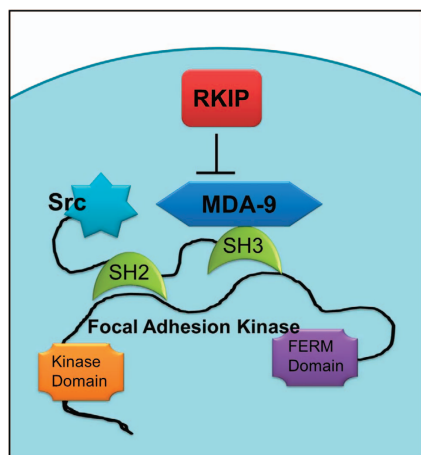 RKIP
Src
MDA-9
SH3
SH2
Focal Adhesion Kinase
Kinase
Domain
FERM
Domain